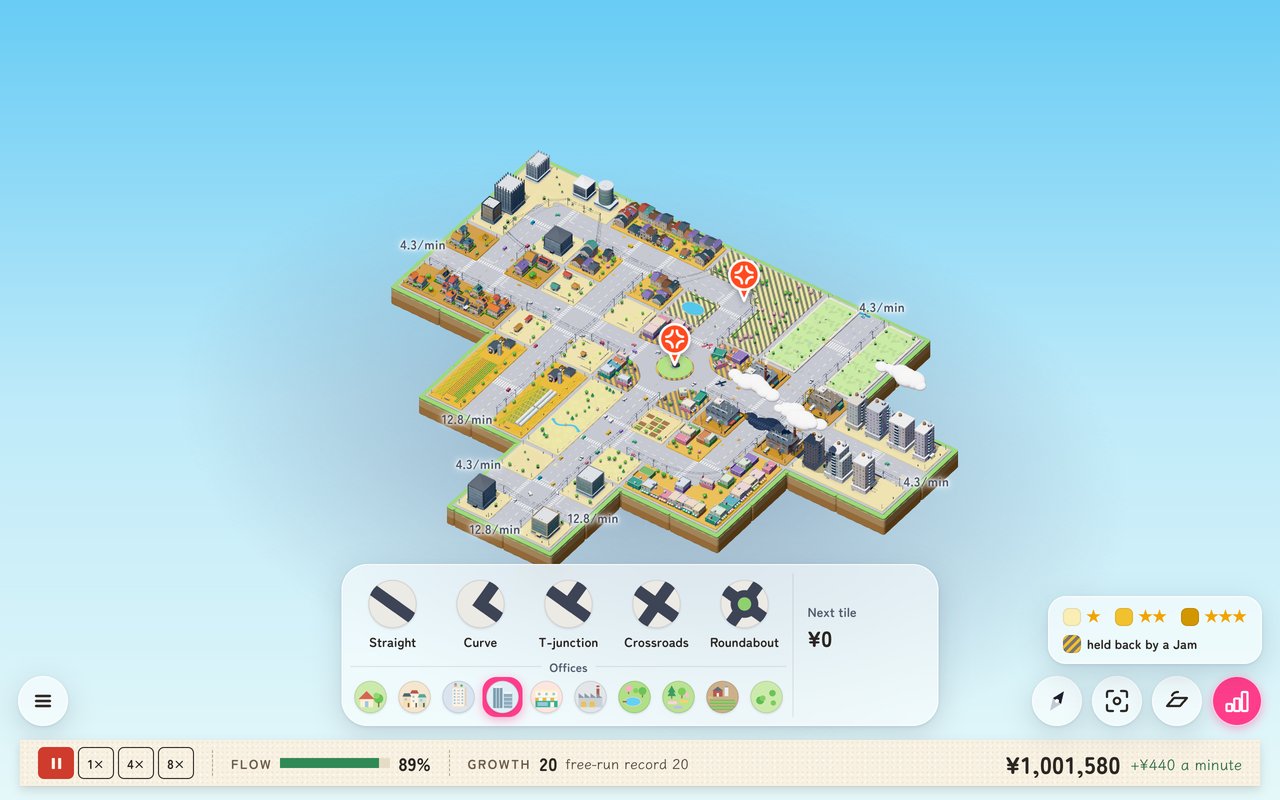 4.3/min
4.3/min
12.8/min
4.3/min
4.3/min
12.8/min
12.8/min
Straight
Curve
T-junction
Crossroads
Roundabout
Next tile
¥0
Offices
★
★★
★★★
held back by a Jam
1×
4×
8×
FLOW
89%
GROWTH 20 free-run record 20
¥1,001,580 +¥440 a minute